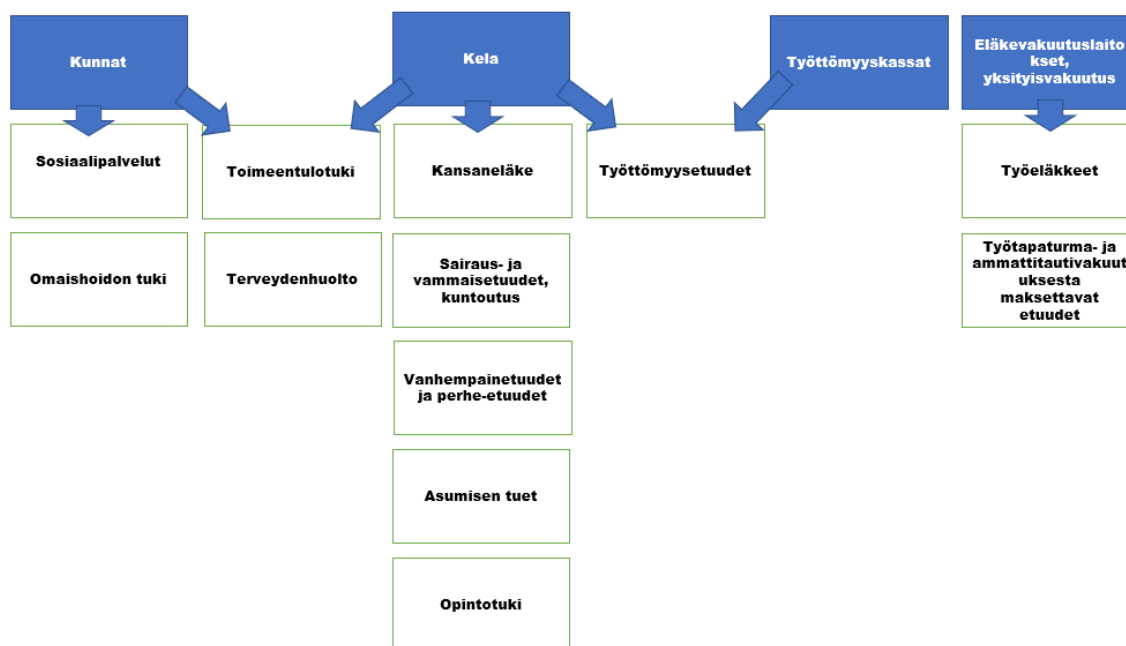 Kunnat
Kela
Työttömyyskassat
Eläkevakuutuslaito
kset,
yksityisvakuutus
Sosiaalipalvelut
Toimeentulotuki
Kansaneläke
Työttömyysetuudet
Työeläkkeet
Omaishoidon tuki
Terveydenhuolto
Sairaus- ja
vammaisetuudet,
kuntoutus
Työtapaturma- ja
ammattitautivakuut
uksesta
maksettavat
etuudet
Vanhempainetuudet
ja perhe-etuudet
Asumisen tuet
Opintotuki